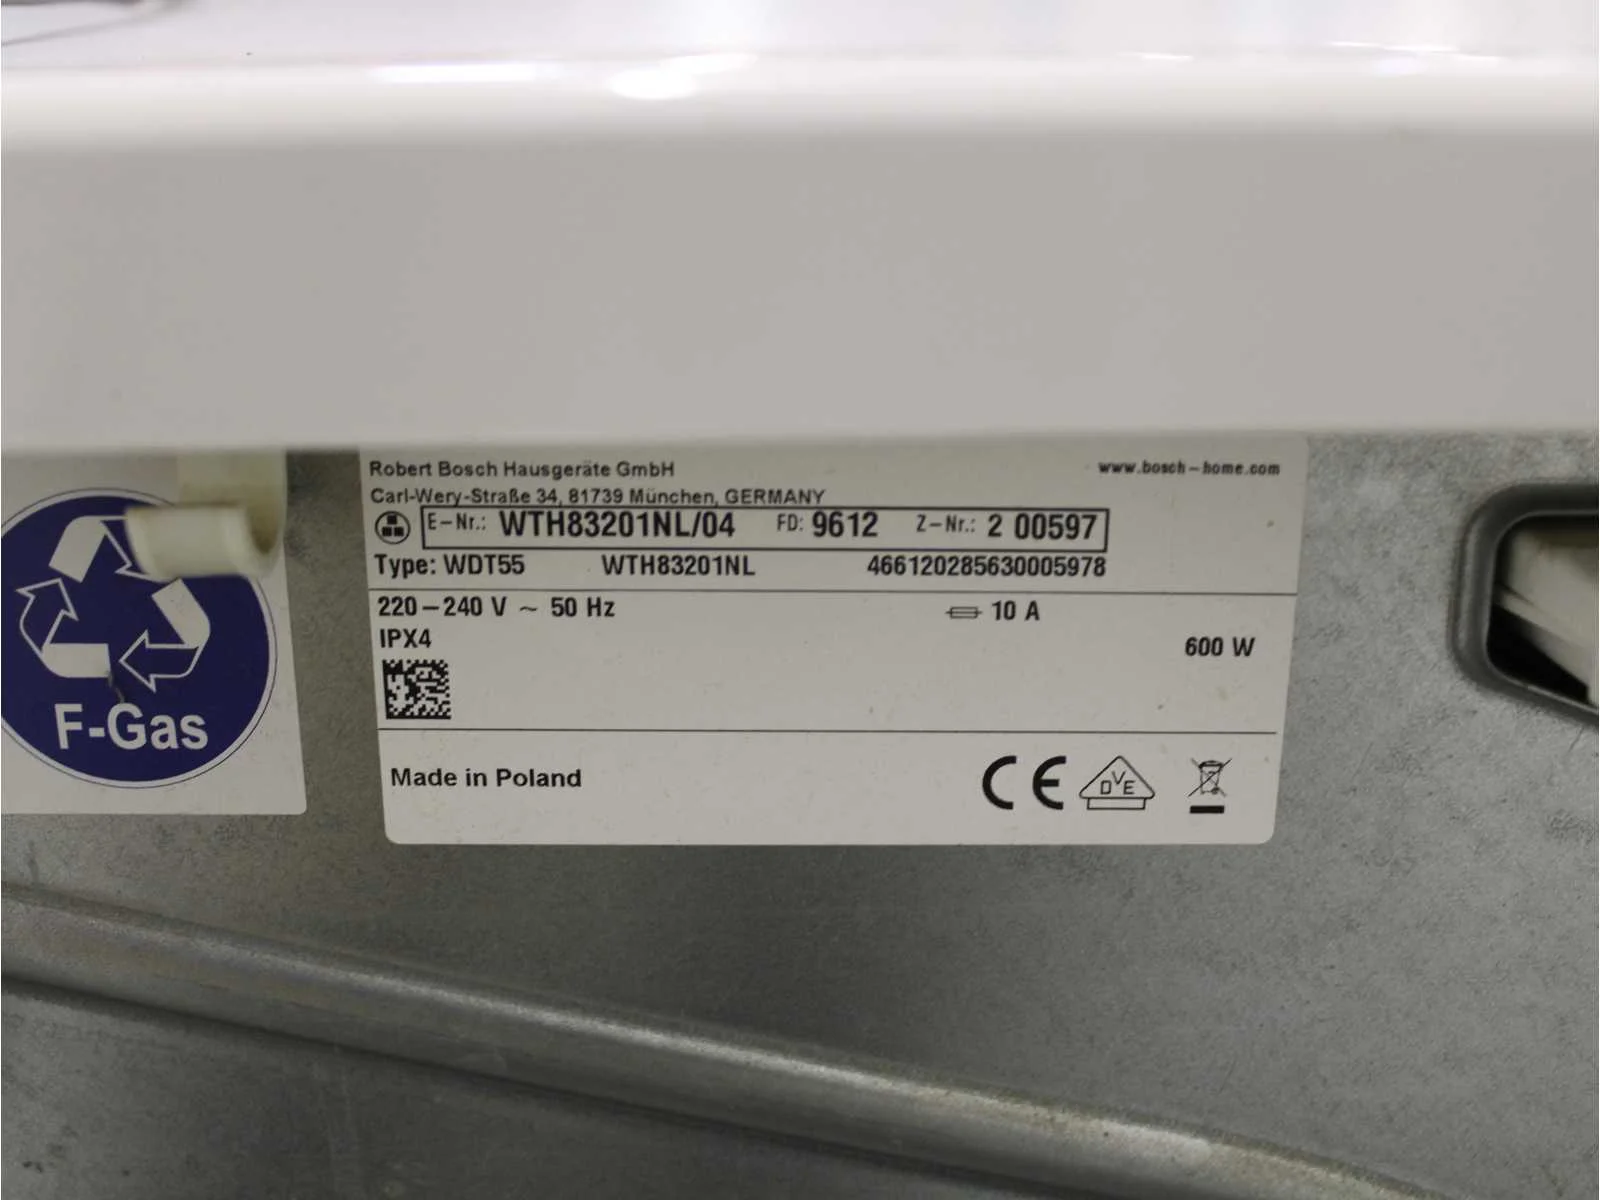 Robert Bosch Hausgeräte GmbH
www.bosch-home.com
Carl-Wery-Straße 34, 81739 München, GERMANY
E-Nr.: WTH83201NL/04 FD: 9612 Z-Nr.: 2 00597
Type: WDT55 WTH83201NL 466120285630005978
220-240 V ~ 50 Hz 10 A
IPX4
600 W
F-Gas
Made in Poland
CE DVE